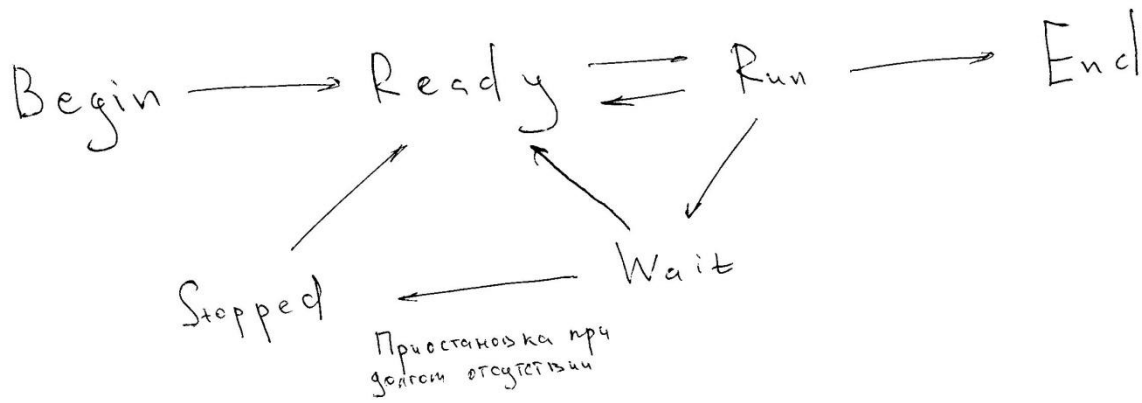 Begin
Ready
Run
End
Stopped
Wait
Приостановка при
долгом отсутствии